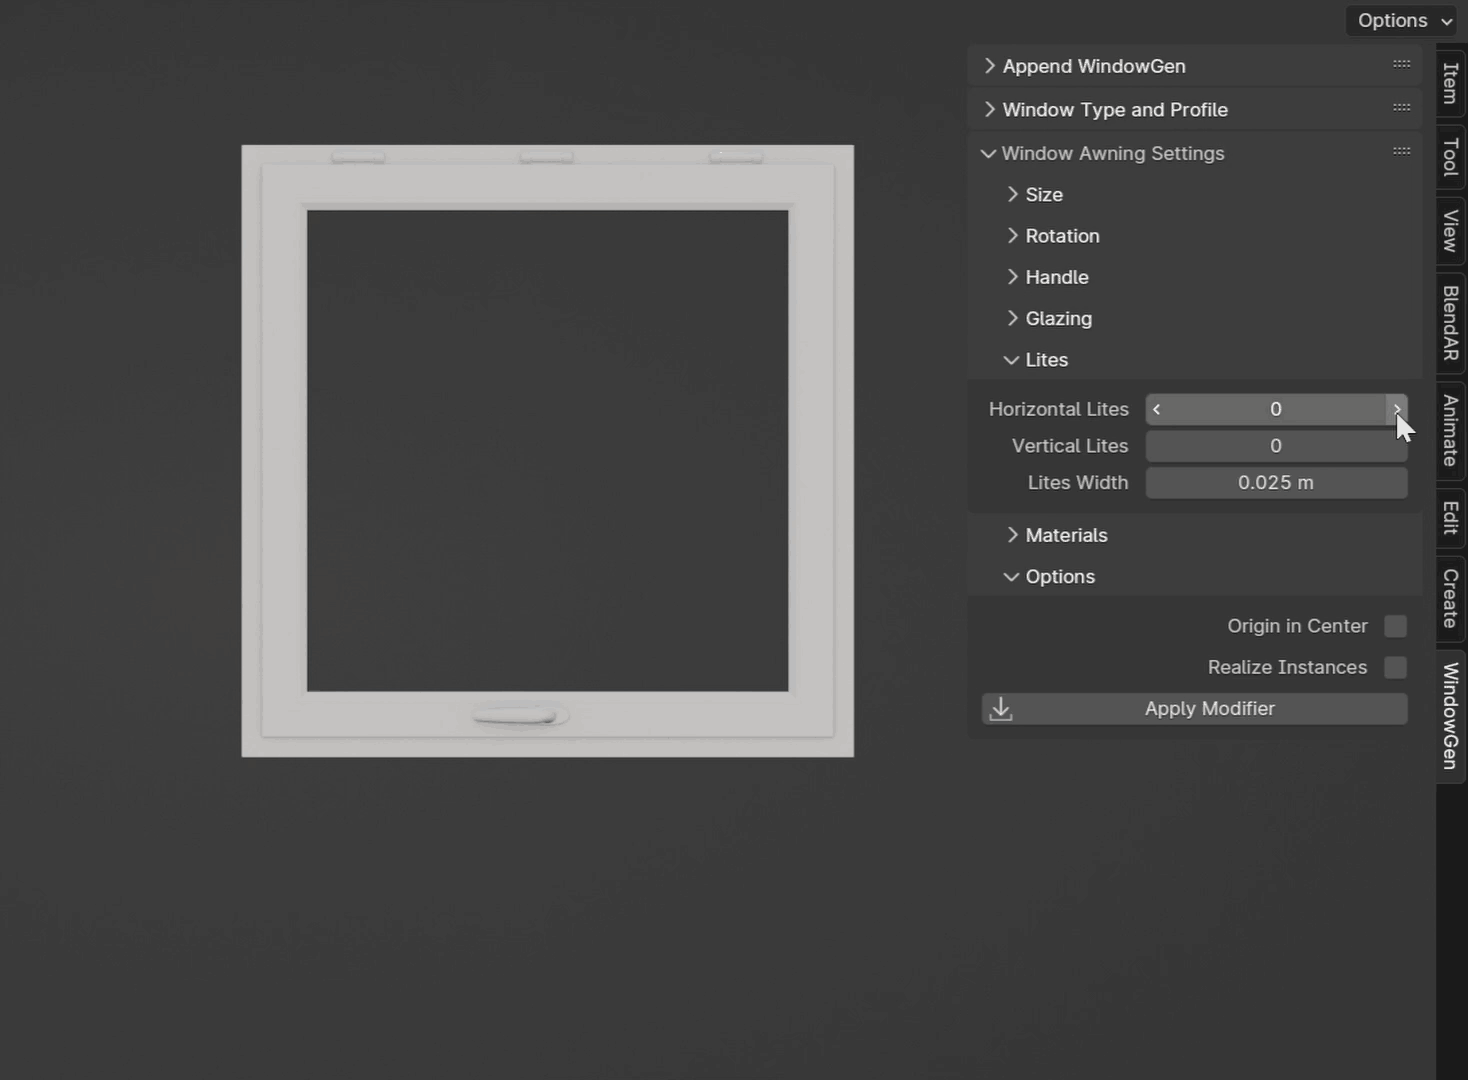 Options
Append WindowGen
Window Type and Profile
Window Awning Settings
Size
Rotation
Handle
Glazing
Lites
Horizontal Lites 0
Vertical Lites 0
Lites Width 0.025 m
Materials
Options
Origin in Center
Realize Instances
Apply Modifier
Item
Tool
View
BlendAR
Animate
Edit
Create
WindowGen